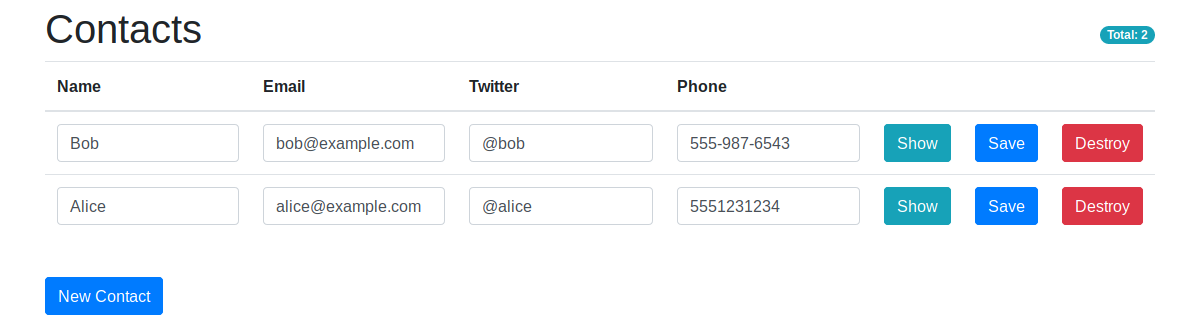 Contacts
Total: 2
Name Email Twitter Phone
Bob bob@example.com @bob 555-987-6543 Show Save Destroy
Alice alice@example.com @alice 5551231234 Show Save Destroy
New Contact